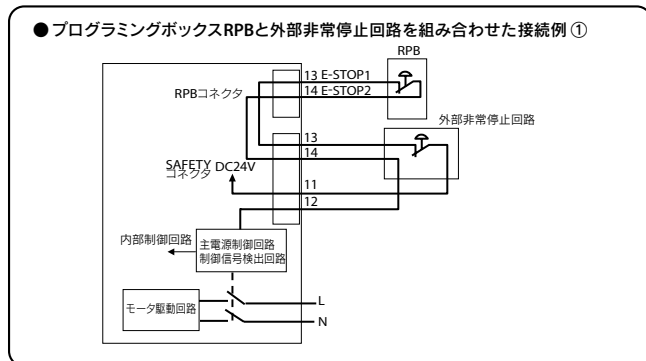 ●プログラミングボックスRPBと外部非常停止回路を組み合わせた接続例①
RPB
13 E-STOP1
14 E-STOP2
RPBコネクタ
外部非常停止回路
13
14
SAFETY DC24V
コネクタ
11
12
内部制御回路
主電源制御回路
制御信号検出回路
モータ駆動回路
L
N